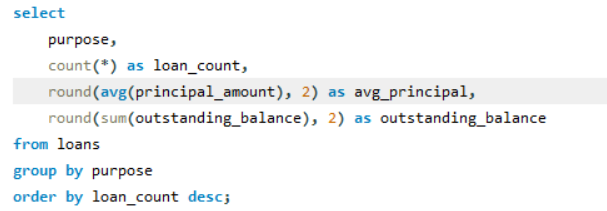 select
    purpose,
    count(*) as loan_count,
    round(avg(principal_amount), 2) as avg_principal,
    round(sum(outstanding_balance), 2) as outstanding_balance
from loans
group by purpose
order by loan_count desc;